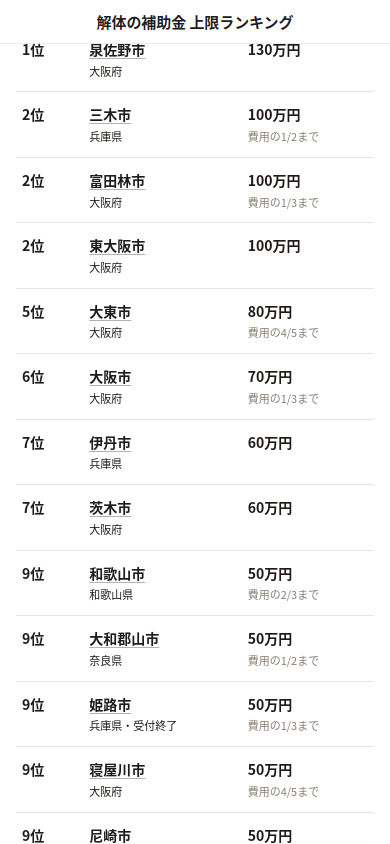 解体の補助金 上限ランキング
1位 泉佐野市 130万円
大阪府
2位 三木市 100万円
兵庫県 費用の1/2まで
2位 富田林市 100万円
大阪府 費用の1/3まで
2位 東大阪市 100万円
大阪府
5位 大東市 80万円
大阪府 費用の4/5まで
6位 大阪市 70万円
大阪府 費用の1/3まで
7位 伊丹市 60万円
兵庫県
7位 茨木市 60万円
大阪府
9位 和歌山市 50万円
和歌山県 費用の2/3まで
9位 大和郡山市 50万円
奈良県 費用の1/2まで
9位 姫路市 50万円
兵庫県・受付終了 費用の1/3まで
9位 寝屋川市 50万円
大阪府 費用の4/5まで
9位 尼崎市 50万円